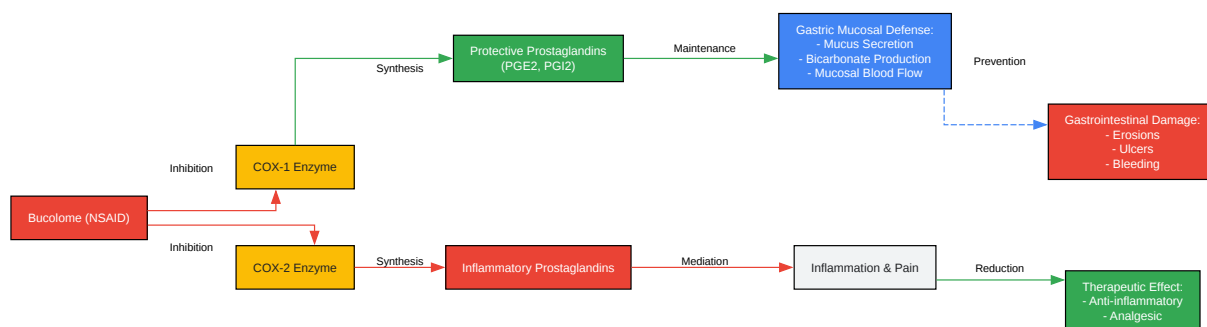 Bucolome (NSAID)
Inhibition
COX-1 Enzyme
Synthesis
Protective Prostaglandins
(PGE2, PGI2)
Maintenance
Gastric Mucosal Defense:
- Mucus Secretion
- Bicarbonate Production
- Mucosal Blood Flow
Prevention
Gastrointestinal Damage:
- Erosions
- Ulcers
- Bleeding
Inhibition
COX-2 Enzyme
Synthesis
Inflammatory Prostaglandins
Mediation
Inflammation & Pain
Reduction
Therapeutic Effect:
- Anti-inflammatory
- Analgesic